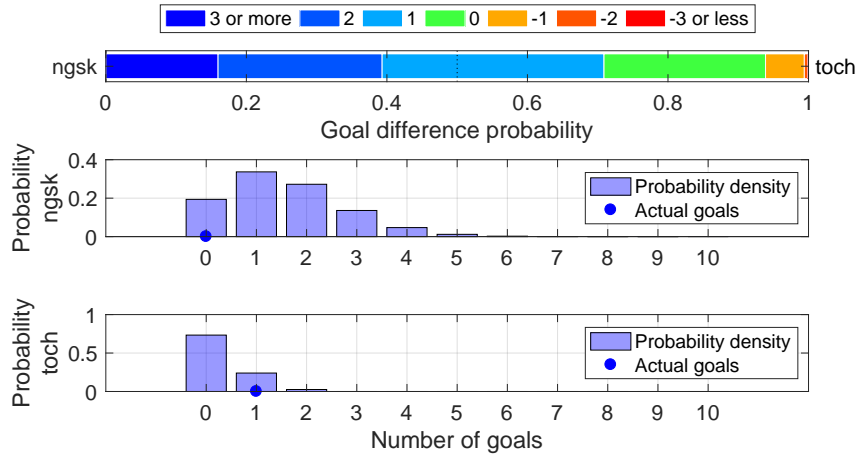 3 or more 2 1 0 -1 -2 -3 or less
ngsk toch
0 0.2 0.4 0.6 0.8 1
Goal difference probability
Probability
ngsk
0.4
0.2
0
Probability density
Actual goals
0 1 2 3 4 5 6 7 8 9 10
Probability
toch
1
0.5
0
Probability density
Actual goals
0 1 2 3 4 5 6 7 8 9 10
Number of goals